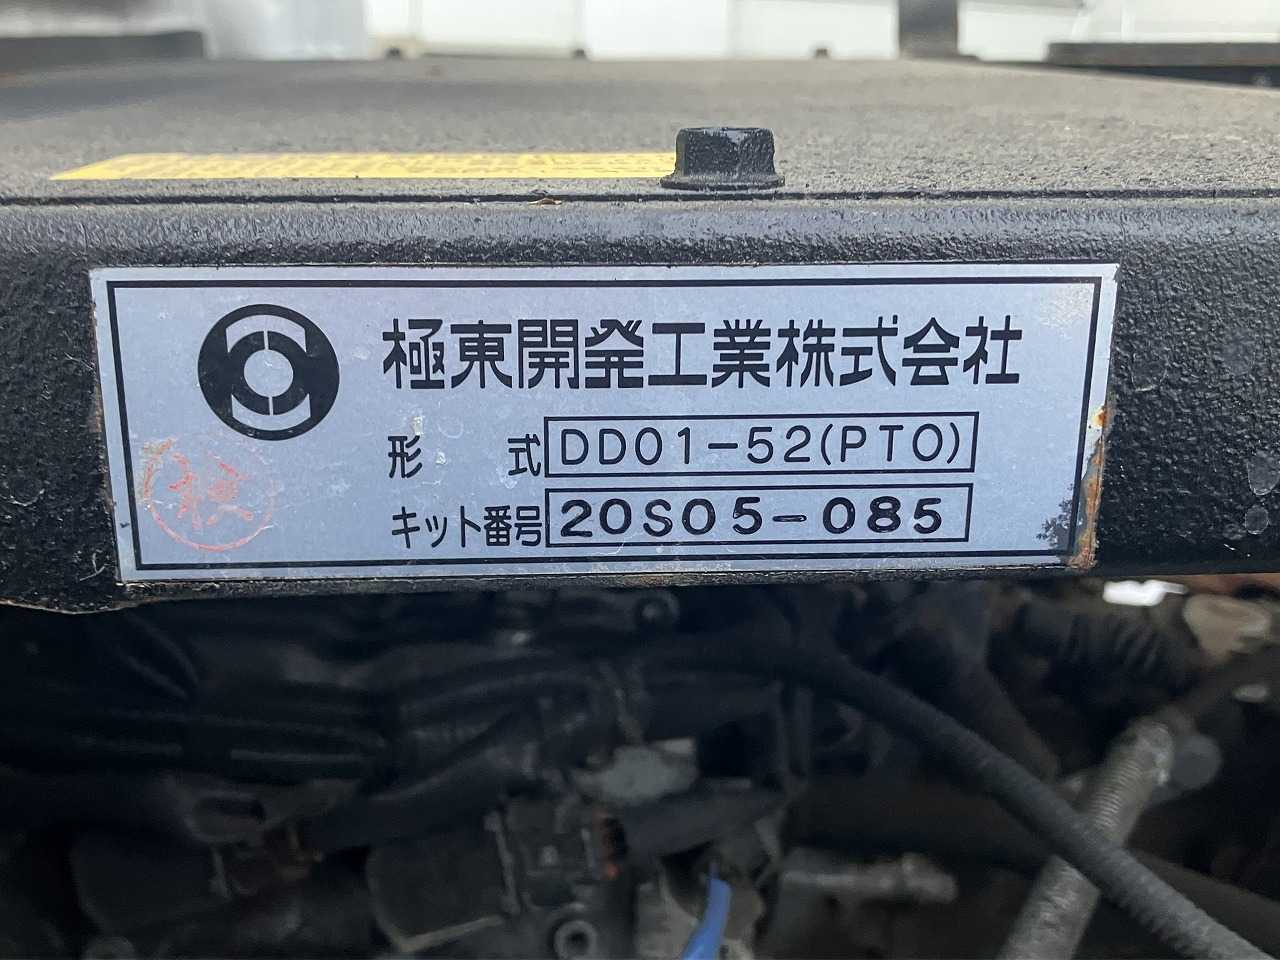 極東開発工業株式会社
形式 DD01-52(PTO)
キット番号 20S05-085
検